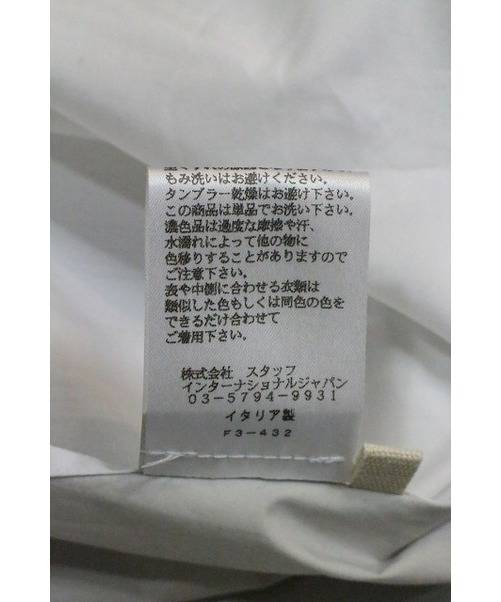 もみ洗いはお避けください。
タンブラー乾燥はお避け下さい。
この商品は単品でお洗い下さい。
濃色品は過度な摩擦や汗、
水濡れによって他の物に
色移りすることがありますので
ご注意下さい。
表や中側に合わせる衣類は
類似した色もしくは同色の色を
できるだけ合わせて
ご着用下さい。
株式会社 スタッフ
インターナショナルジャパン
03-5794-9931
イタリア製
F3-432